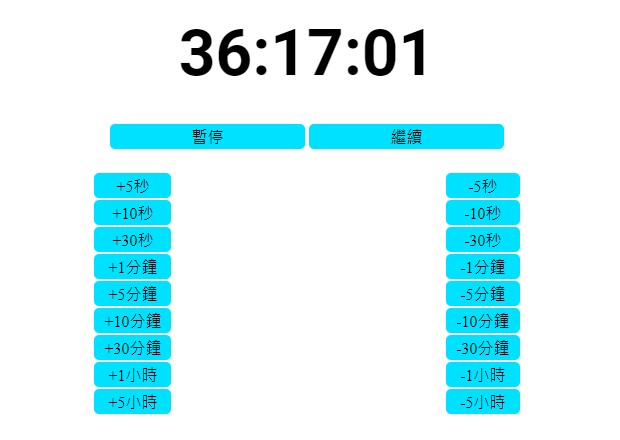 36:17:01
暫停 繼續
+5秒 -5秒
+10秒 -10秒
+30秒 -30秒
+1分鐘 -1分鐘
+5分鐘 -5分鐘
+10分鐘 -10分鐘
+30分鐘 -30分鐘
+1小時 -1小時
+5小時 -5小時